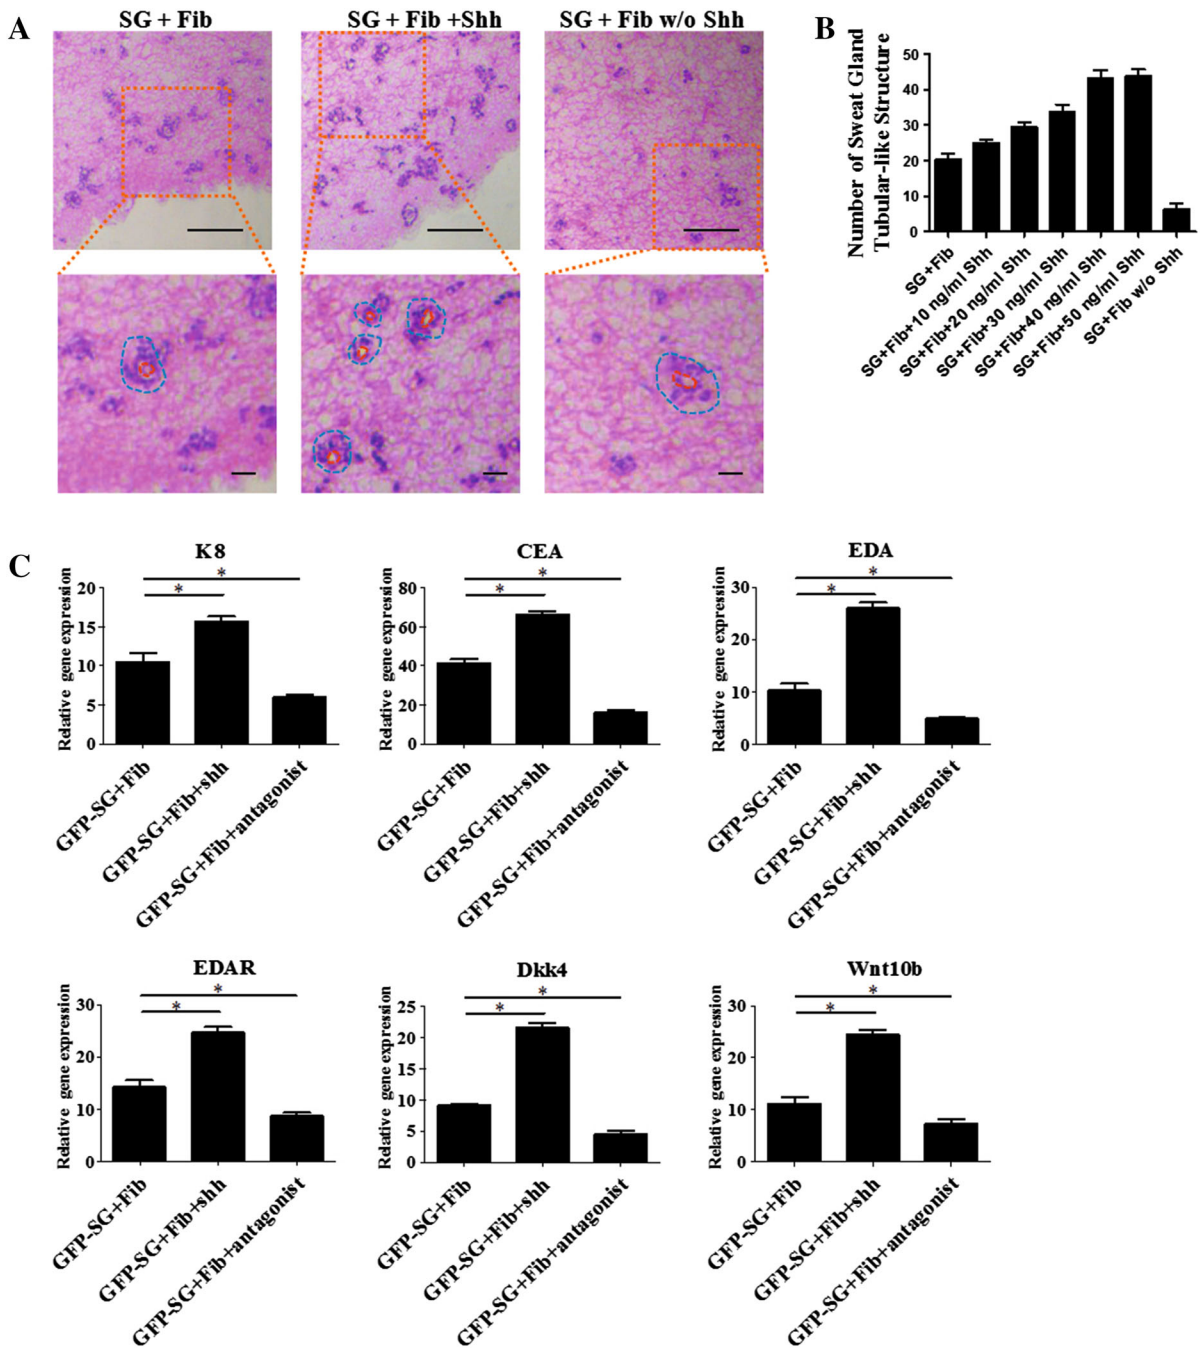 A
SG + Fib
SG + Fib +Shh
SG + Fib w/o Shh
B
Number of Sweat Gland
Tubular-like Structure
50
40
30
20
10
0
SG+Fib
SG+Fib+10 ng/ml Shh
SG+Fib+20 ng/ml Shh
SG+Fib+30 ng/ml Shh
SG+Fib+40 ng/ml Shh
SG+Fib+50 ng/ml Shh
SG+Fib w/o Shh
C
K8
Relative gene expression
20
15
10
5
0
*
*
GFP-SG+Fib
GFP-SG+Fib+shh
GFP-SG+Fib+antagonist
CEA
Relative gene expression
80
60
40
20
0
*
*
GFP-SG+Fib
GFP-SG+Fib+shh
GFP-SG+Fib+antagonist
EDA
Relative gene expression
30
20
10
0
*
*
GFP-SG+Fib
GFP-SG+Fib+shh
GFP-SG+Fib+antagonist
EDAR
Relative gene expression
30
20
10
0
*
*
GFP-SG+Fib
GFP-SG+Fib+shh
GFP-SG+Fib+antagonist
Dkk4
Relative gene expression
25
20
15
10
5
0
*
*
GFP-SG+Fib
GFP-SG+Fib+shh
GFP-SG+Fib+antagonist
Wnt10b
Relative gene expression
30
20
10
0
*
*
GFP-SG+Fib
GFP-SG+Fib+shh
GFP-SG+Fib+antagonist